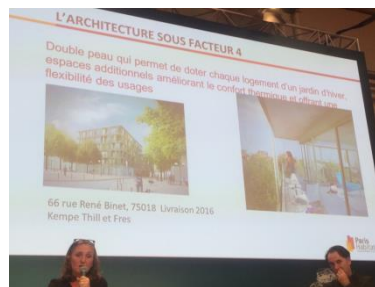 L'ARCHITECTURE SOUS FACTEUR 4
Double peau qui permet de doter chaque logement d'un jardin d'hiver:
espaces additionnels améliorant le confort thermique et offrant une
flexibilité des usages
66 rue René Binet, 75018 Livraison 2016
Kempe Thill et Fres
Paris
Habitat